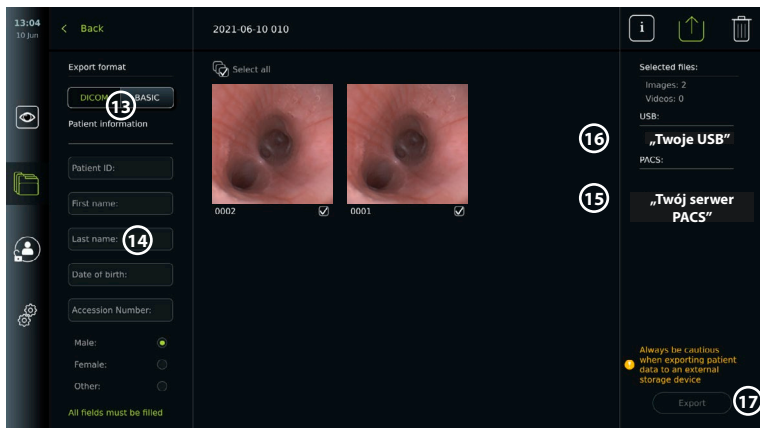 13:04
10 Jun
Back
2021-06-10 010
i
Export format
DICOM
BASIC
13
Patient information
Patient ID:
First name:
Last name:
14
Date of birth:
Accession Number:
Male:
Female:
Other:
All fields must be filled
Select all
0002
0001
Selected files:
Images: 2
Videos: 0
USB:
16
„Twoje USB”
PACS:
15
„Twój serwer
PACS”
Always be cautious
when exporting patient
data to an external
storage device
Export
17